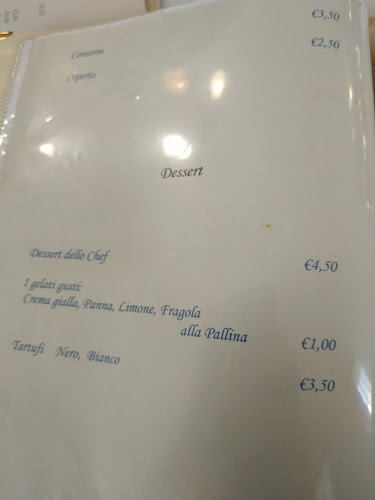 Contorni €3,50
Coperto €2,50
Dessert
Dessert dello Chef €4,50
I gelati gusti:
Crema gialla, Panna, Limone, Fragola
alla Pallina €1,00
Tartufi Nero, Bianco €3,50